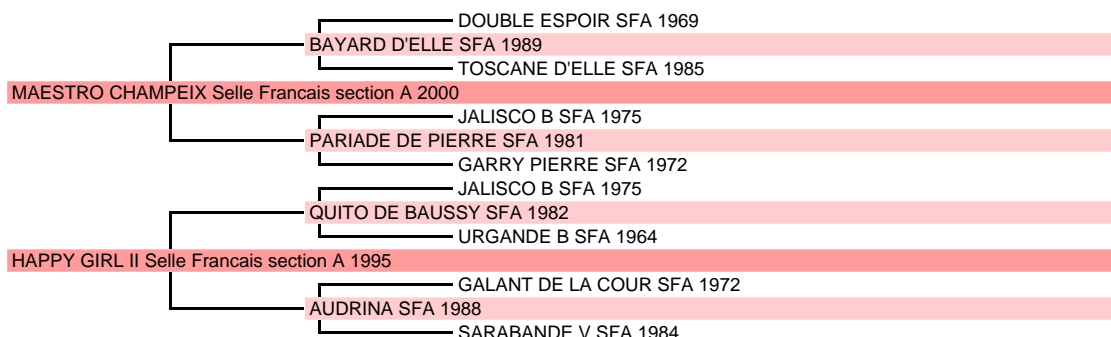 DOUBLE ESPOIR SFA 1969
BAYARD D'ELLE SFA 1989
TOSCANE D'ELLE SFA 1985
MAESTRO CHAMPEIX Selle Francais section A 2000
JALISCO B SFA 1975
PARIADE DE PIERRE SFA 1981
GARRY PIERRE SFA 1972
JALISCO B SFA 1975
QUITO DE BAUSSY SFA 1982
URGANDE B SFA 1964
HAPPY GIRL II Selle Francais section A 1995
GALANT DE LA COUR SFA 1972
AUDRINA SFA 1988
SARABANDE V SFA 1984